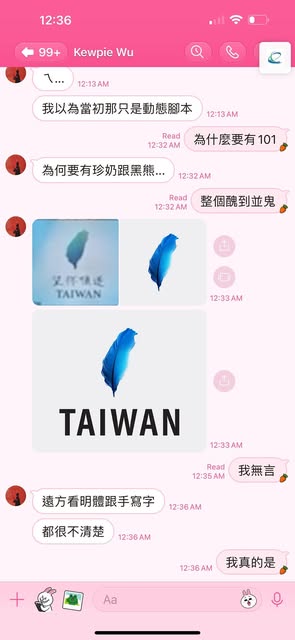 12:36
99+ Kewpie Wu
ㄟ...
12:13 AM
我以為當初那只是動態腳本
12:13 AM
為什麼要有101
Read
12:32 AM
為何要有珍奶跟黑熊...
12:32 AM
整個醜到並鬼
Read
12:32 AM
TAIWAN
12:33 AM
TAIWAN
12:33 AM
我無言
Read
12:35 AM
遠方看明體跟手寫字
12:36 AM
都很不清楚
12:36 AM
我真的是
12:36 AM
Aa